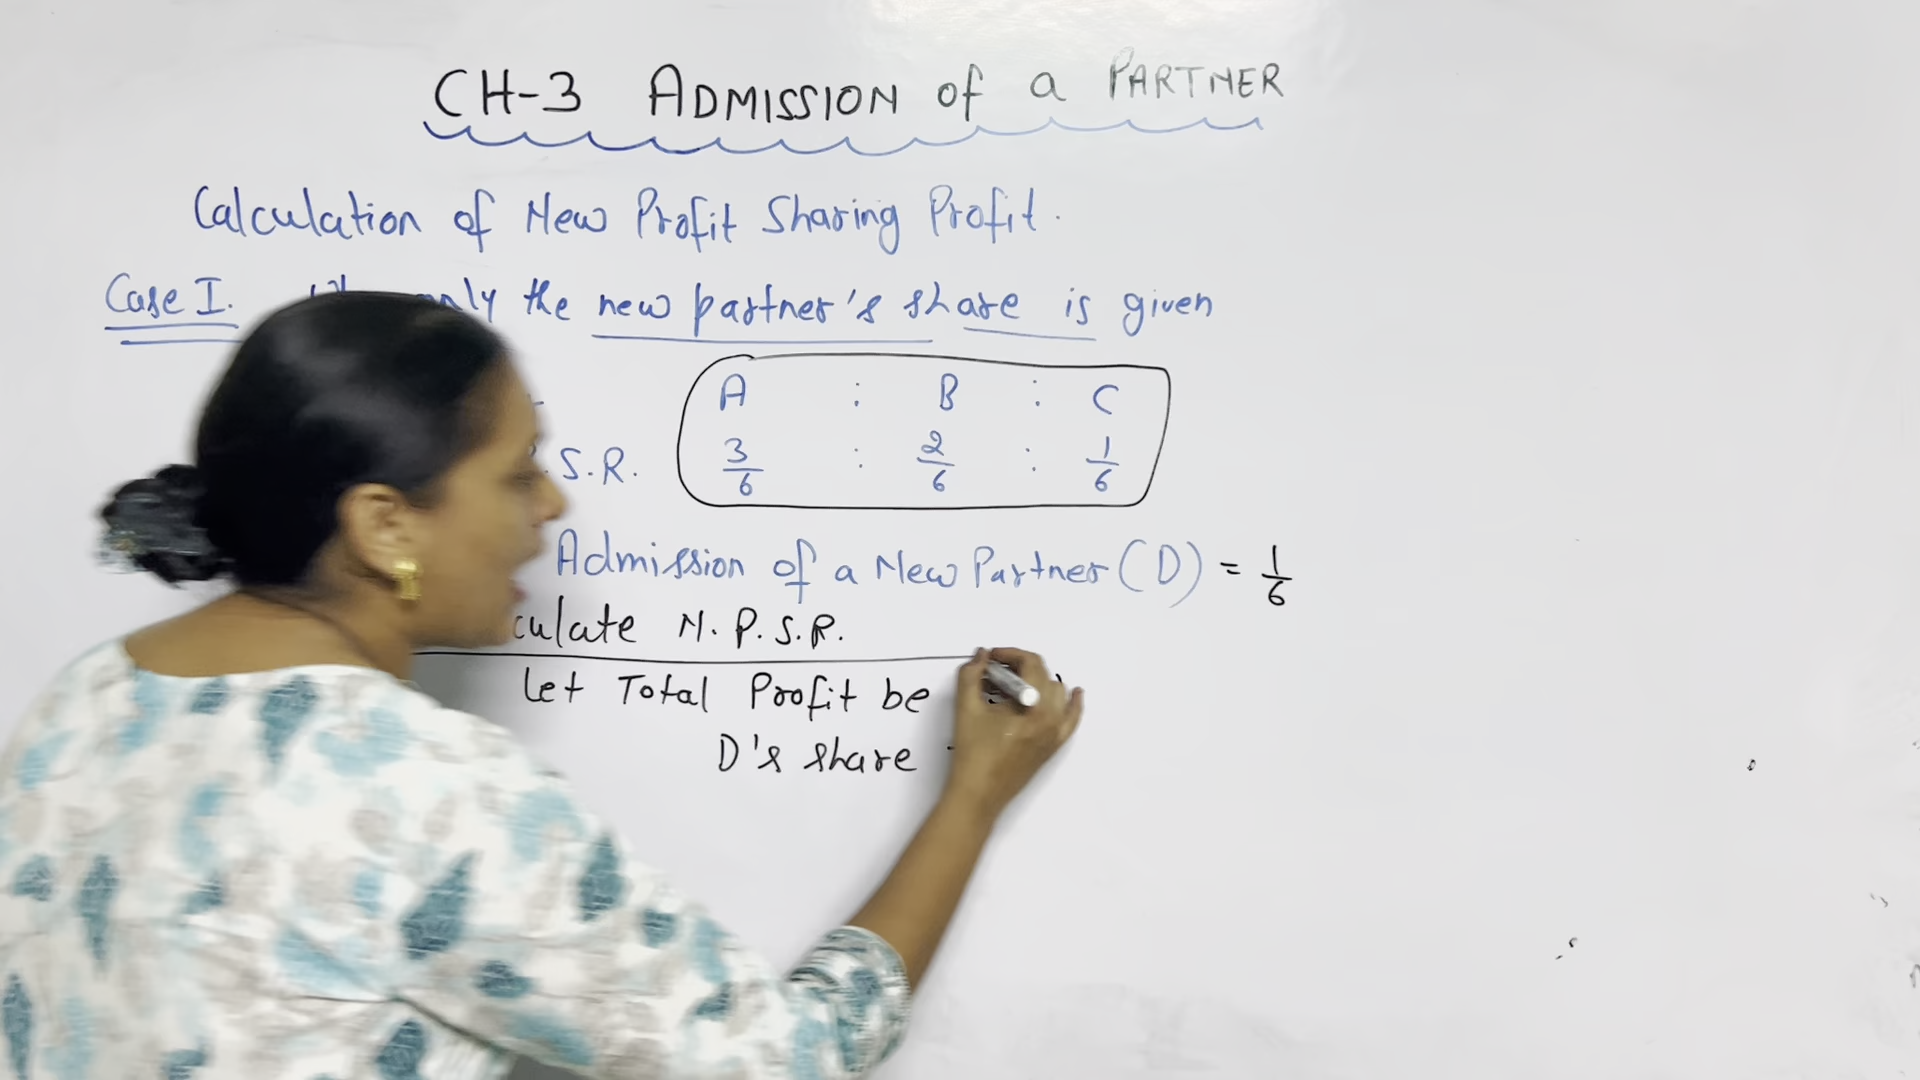 CH-3 ADMISSION of a PARTNER
Calculation of New Profit Sharing Profit.
Case I. only the new partner's share is given
A : B : C
S.R. 3/6 : 2/6 : 1/6
Admission of a New Partner (D) = 1/6
culate N.P.S.R.
Let Total Profit be
D's share